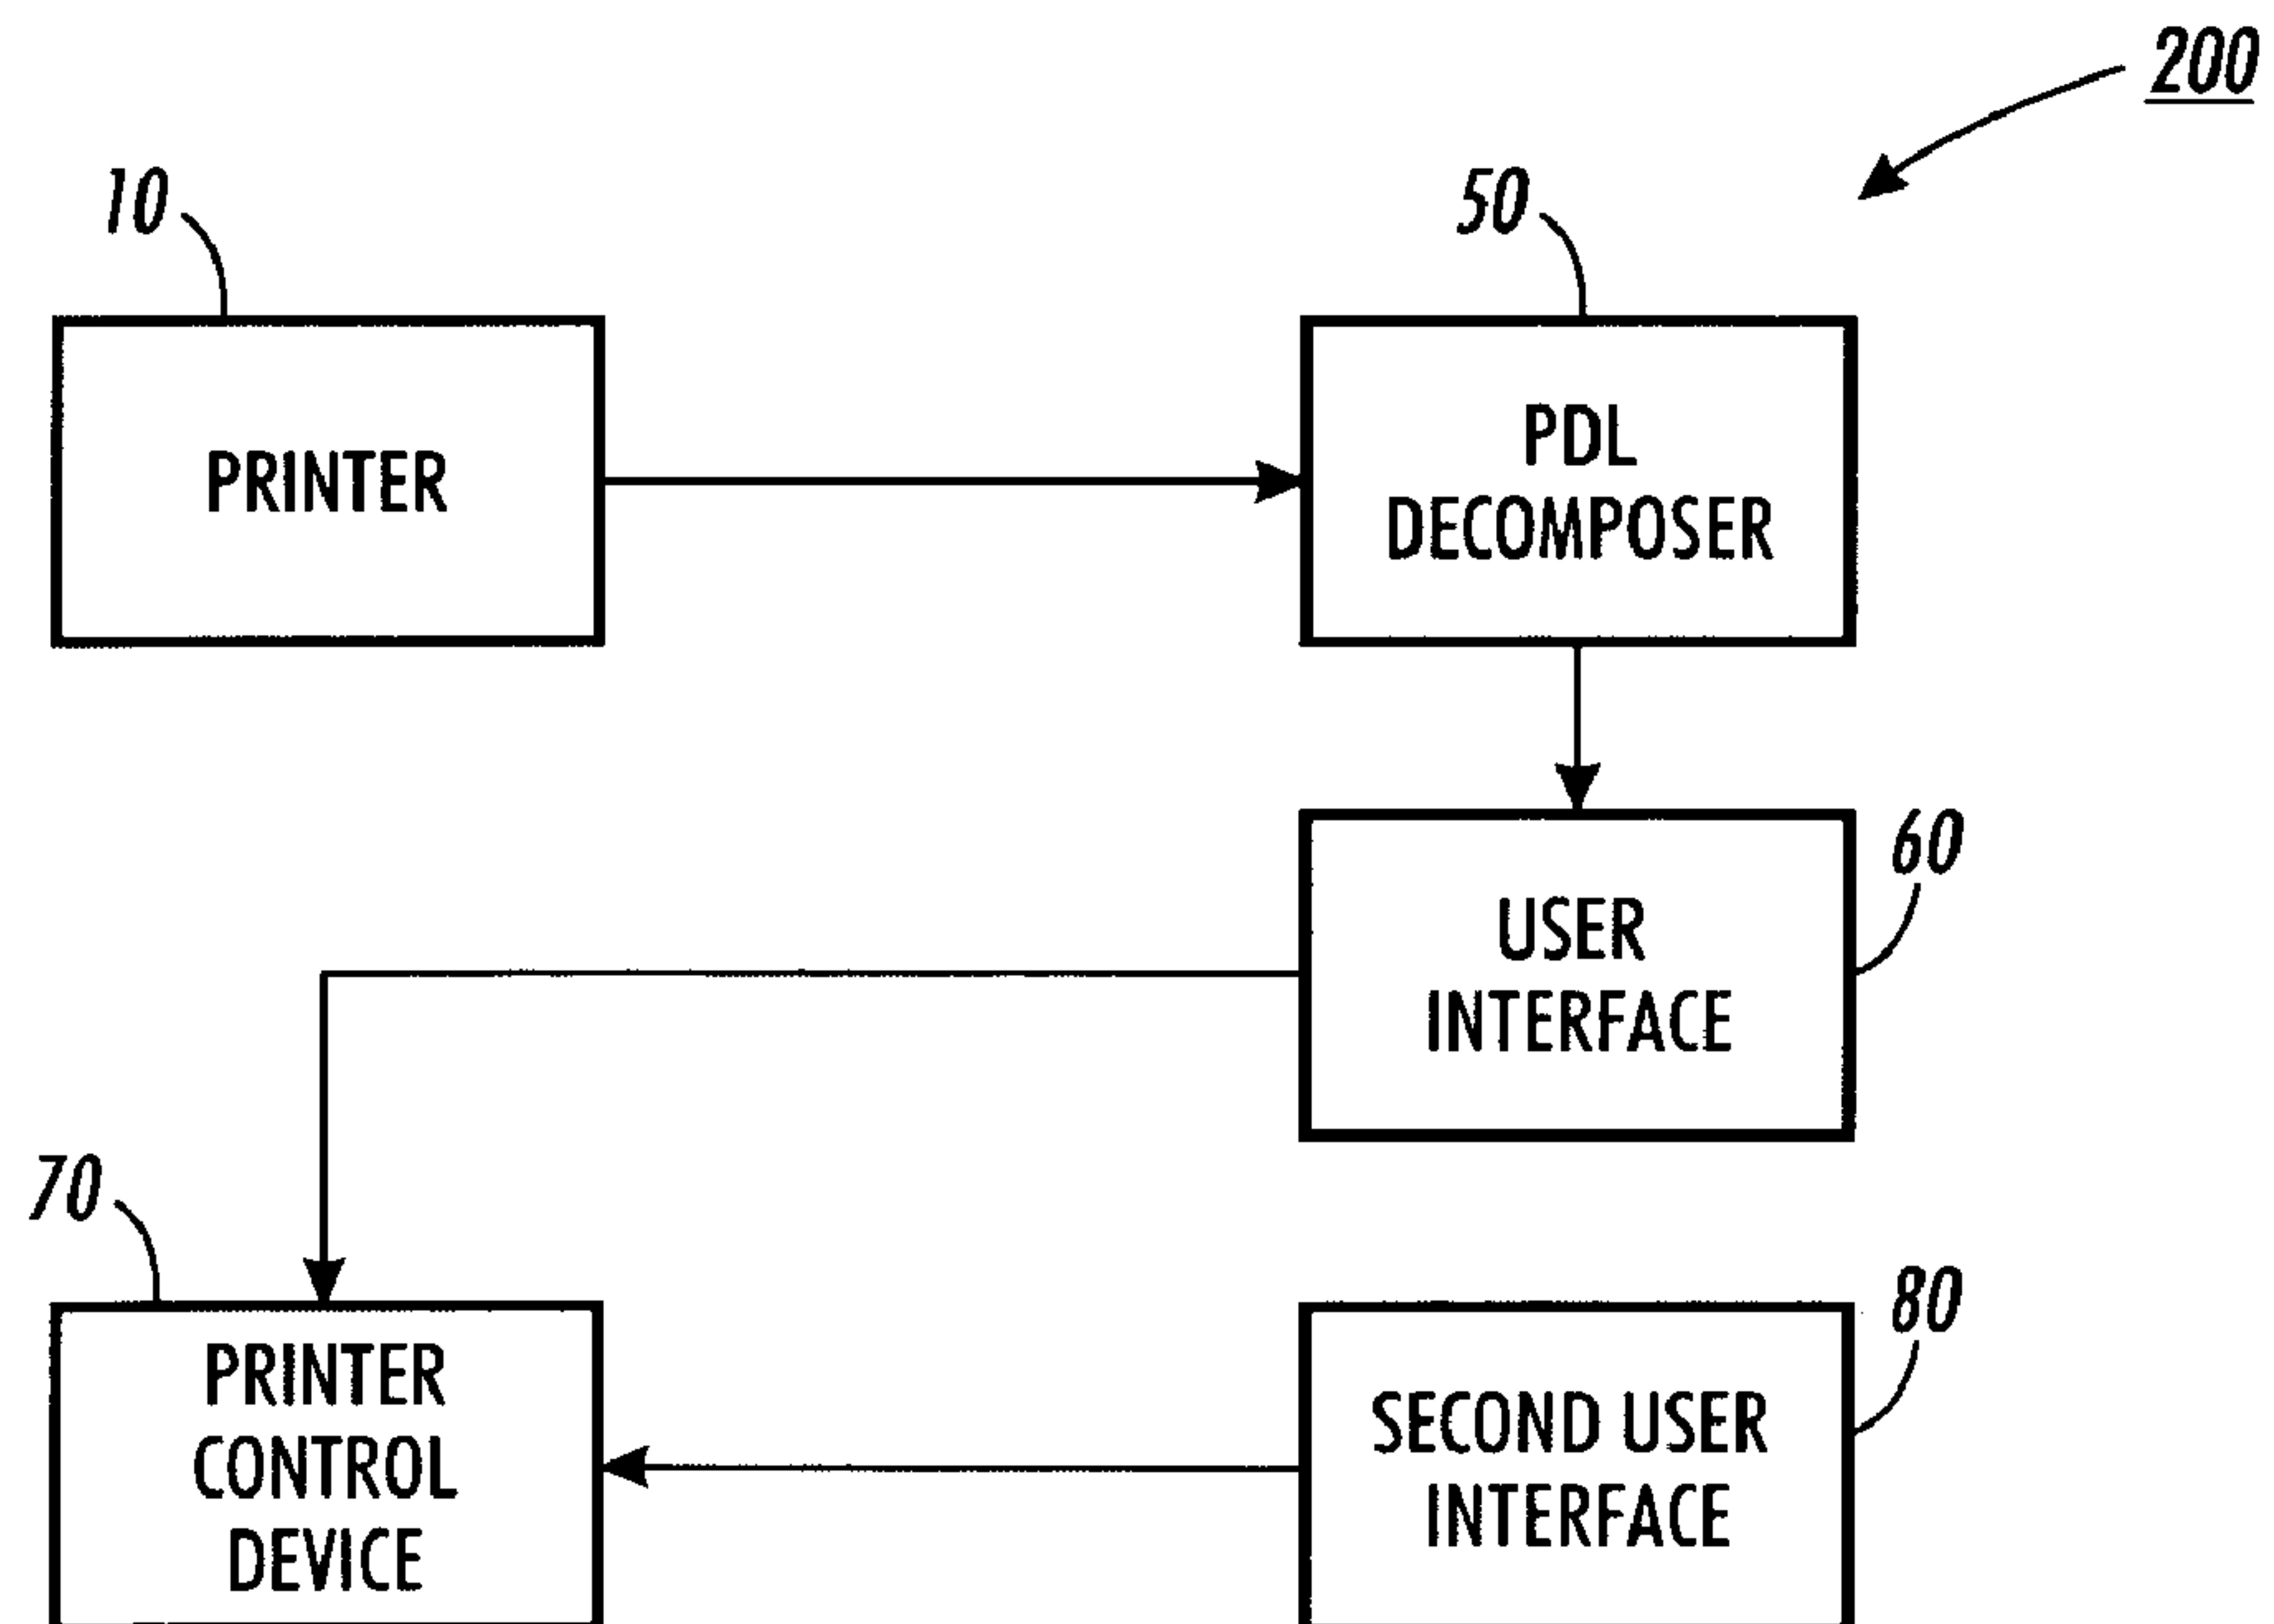 200
10
50
PRINTER
PDL
DECOMPOSER
60
USER
INTERFACE
70
80
PRINTER
CONTROL
DEVICE
SECOND USER
INTERFACE